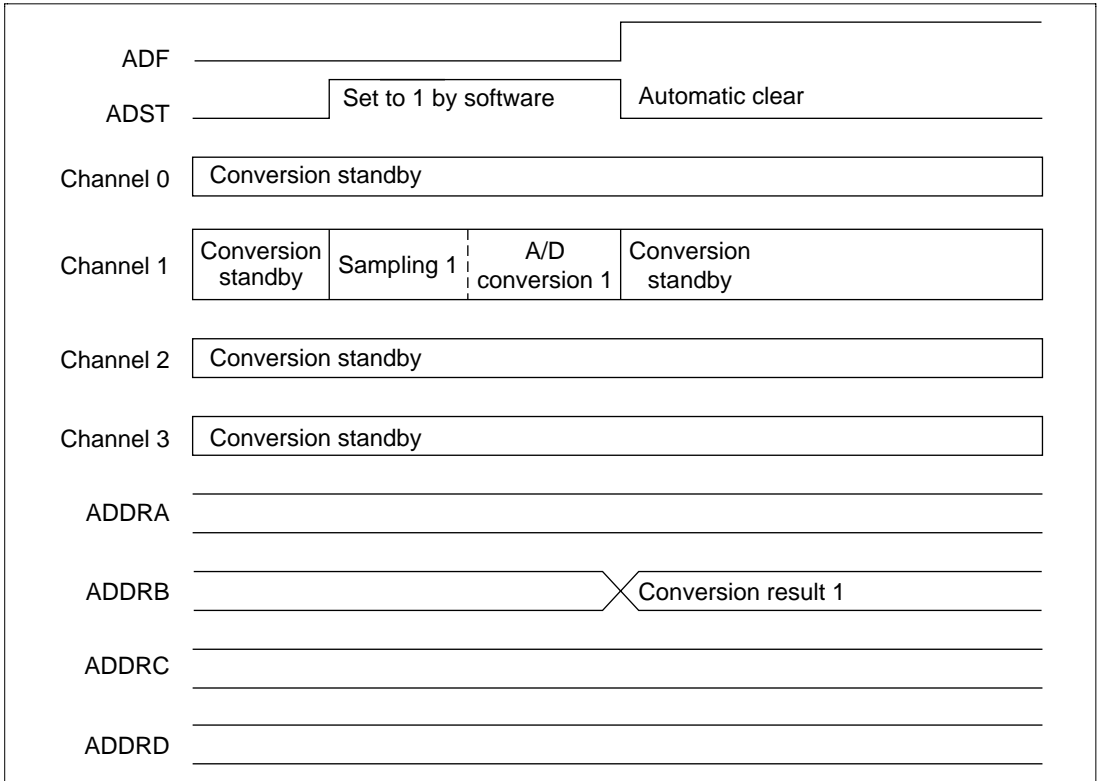 ADF
ADST
Set to 1 by software
Automatic clear
Channel 0
Conversion standby
Channel 1
Conversion
standby
Sampling 1
A/D
conversion 1
Conversion
standby
Channel 2
Conversion standby
Channel 3
Conversion standby
ADDRA
ADDRB
Conversion result 1
ADDRC
ADDRD